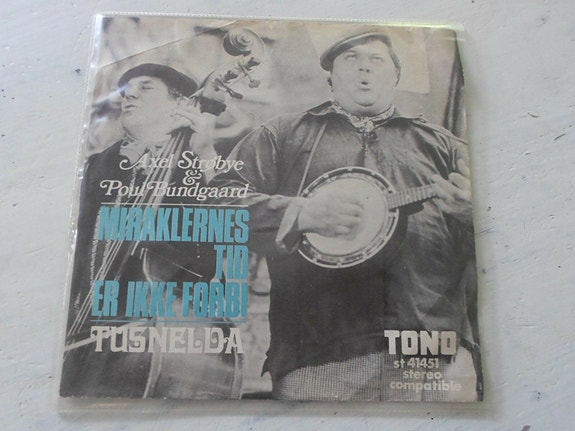 Axel Strøbye
&
Poul Bundgaard
MIRAKLERNES
TID
ER IKKE FORBI
TUSNELDA
TONO
st 41451
stereo
compatible